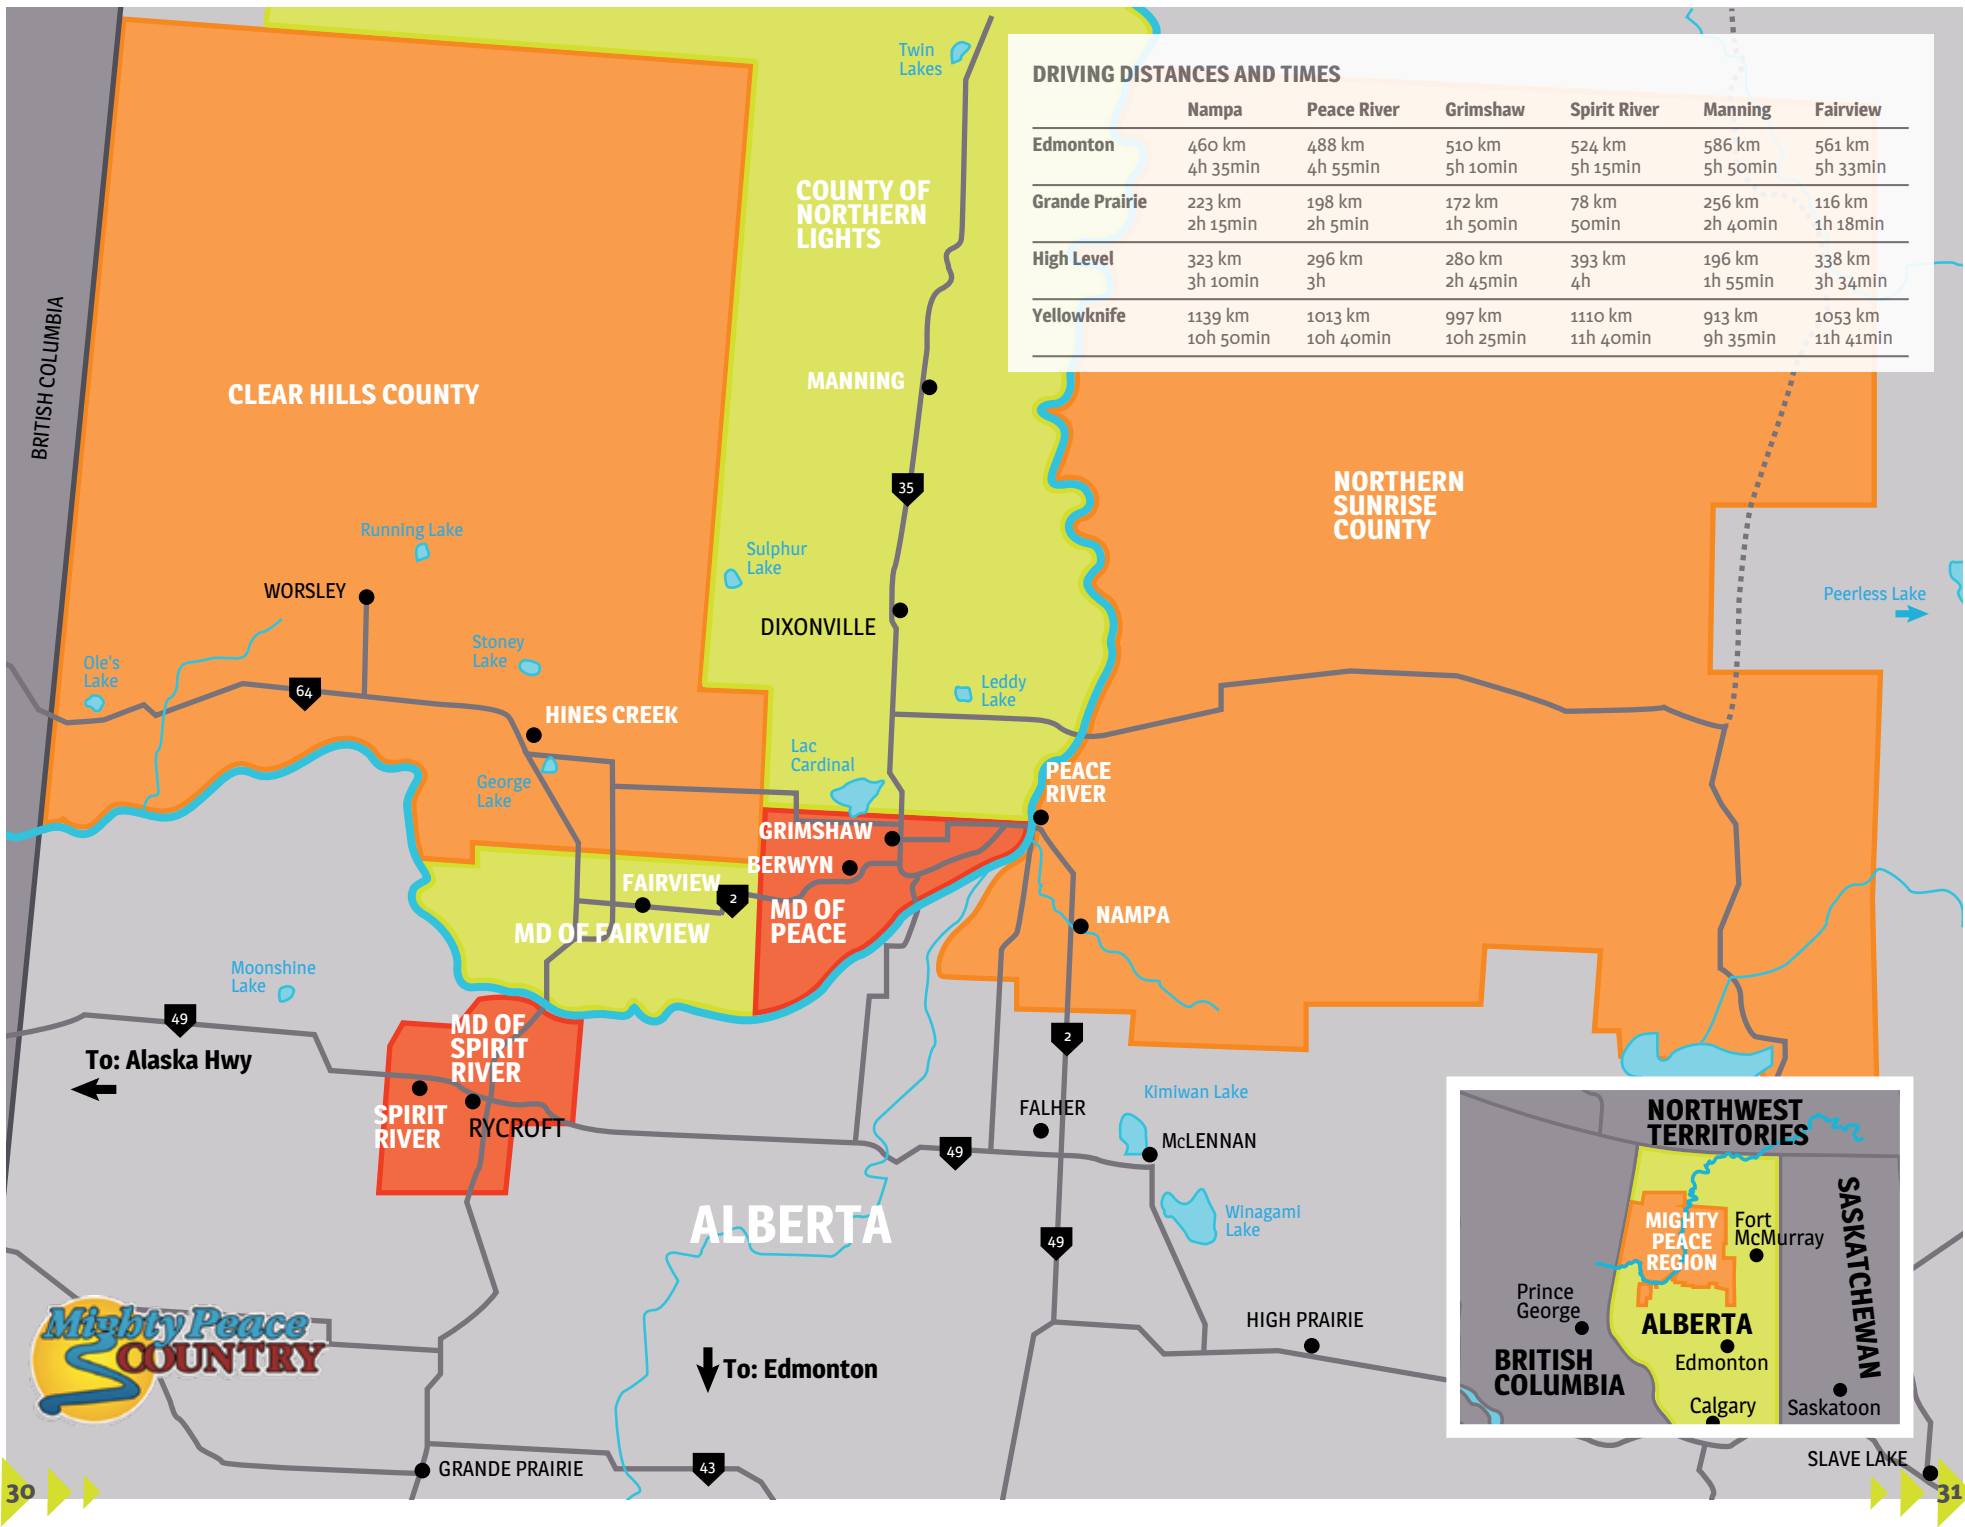 Twin
Lakes
DRIVING DISTANCES AND TIMES
Nampa Peace River Grimshaw Spirit River Manning Fairview
Edmonton 460 km 488 km 510 km 524 km 586 km 561 km
4h 35min 4h 55min 5h 10min 5h 15min 5h 50min 5h 33min
Grande Prairie 223 km 198 km 172 km 78 km 256 km 116 km
2h 15min 2h 5min 1h 50min 50min 2h 40min 1h 18min
High Level 323 km 296 km 280 km 393 km 196 km 338 km
3h 10min 3h 2h 45min 4h 1h 55min 3h 34min
Yellowknife 1139 km 1013 km 997 km 1110 km 913 km 1053 km
10h 50min 10h 40min 10h 25min 11h 40min 9h 35min 11h 41min
COUNTY OF
NORTHERN
LIGHTS
BRITISH COLUMBIA
CLEAR HILLS COUNTY
MANNING
35
NORTHERN
SUNRISE
COUNTY
Running Lake
Sulphur
Lake
WORSLEY
Peerless Lake
DIXONVILLE
Stoney
Lake
Ole's
Lake
64
Leddy
Lake
HINES CREEK
Lac
Cardinal
George
Lake
PEACE
RIVER
GRIMSHAW
BERWYN
FAIRVIEW
2
MD OF
PEACE
MD OF FAIRVIEW
NAMPA
Moonshine
Lake
49
MD OF
SPIRIT
RIVER
2
To: Alaska Hwy
SPIRIT
RIVER
RYCROFT
Kimiwan Lake
FALHER
McLENNAN
49
ALBERTA
Winagami
Lake
49
HIGH PRAIRIE
To: Edmonton
Mighty Peace
COUNTRY
GRANDE PRAIRIE
43
NORTHWEST
TERRITORIES
SASKATCHEWAN
MIGHTY
PEACE
REGION
Fort
McMurray
Prince
George
ALBERTA
Edmonton
BRITISH
COLUMBIA
Calgary
Saskatoon
SLAVE LAKE
30
31